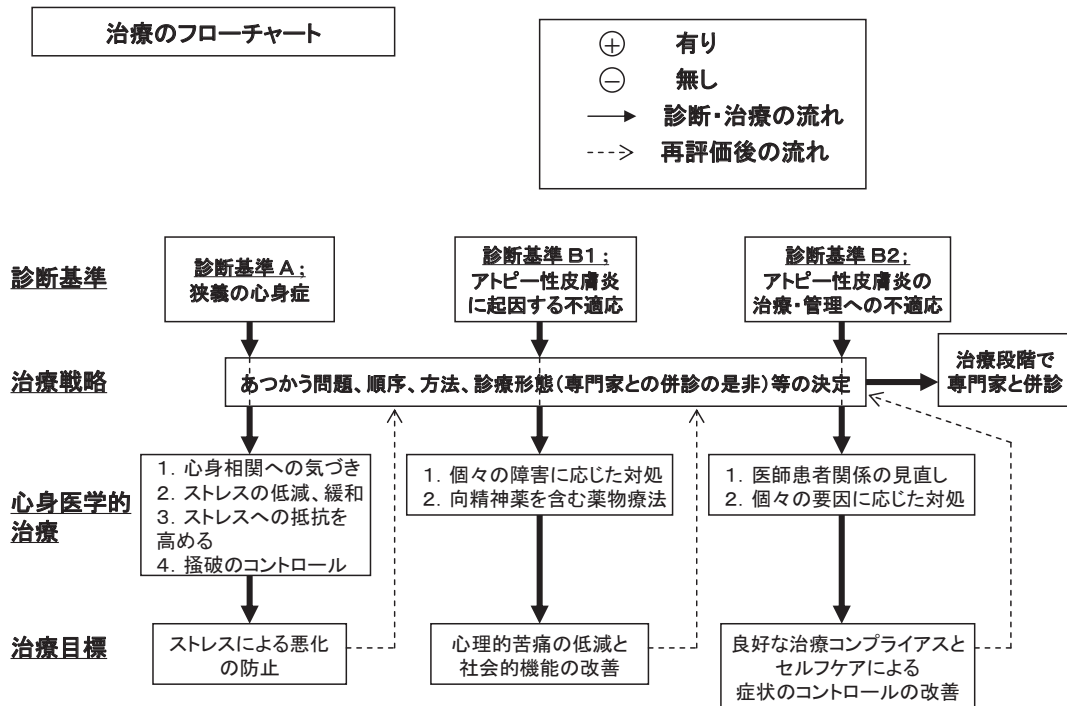 治療のフローチャート
⊕ 有り
⊖ 無し
診断・治療の流れ
再評価後の流れ
診断基準
診断基準 A;
狭義の心身症
診断基準 B1;
アトピー性皮膚炎
に起因する不適応
診断基準 B2;
アトピー性皮膚炎の
治療・管理への不適応
治療戦略
あつかう問題、順序、方法、診療形態(専門家との併診の是非)等の決定
治療段階で
専門家と併診
心身医学的
治療
1. 心身相関への気づき
2. ストレスの低減、緩和
3. ストレスへの抵抗を
高める
4. 掻破のコントロール
1. 個々の障害に応じた対処
2. 向精神薬を含む薬物療法
1. 医師患者関係の見直し
2. 個々の要因に応じた対処
治療目標
ストレスによる悪化
の防止
心理的苦痛の低減と
社会的機能の改善
良好な治療コンプライアスと
セルフケアによる
症状のコントロールの改善